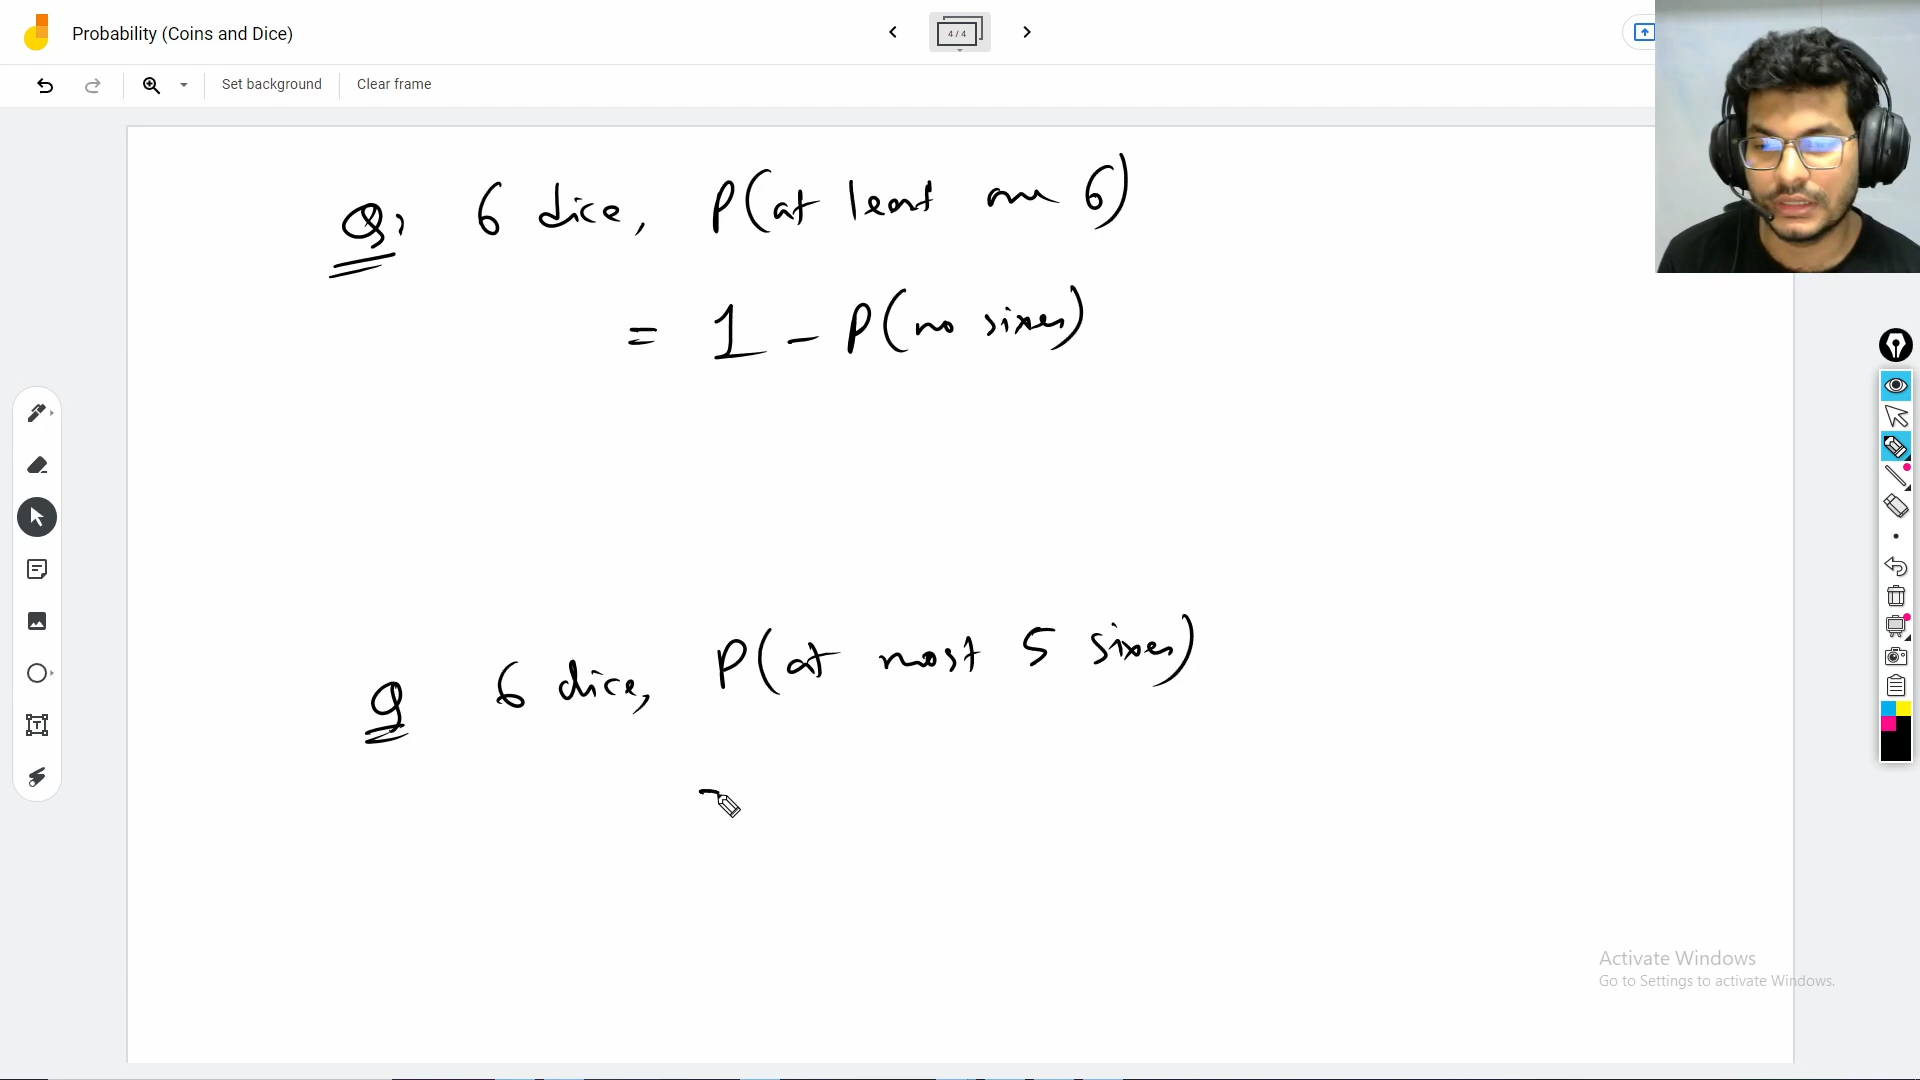 Probability (Coins and Dice)
4 / 4
Set background
Clear frame
Q. 6 dice, P(at least one 6)
= 1 - P(no sixes)
Q 6 dice, P(at most 5 sixes)
Activate Windows
Go to Settings to activate Windows.